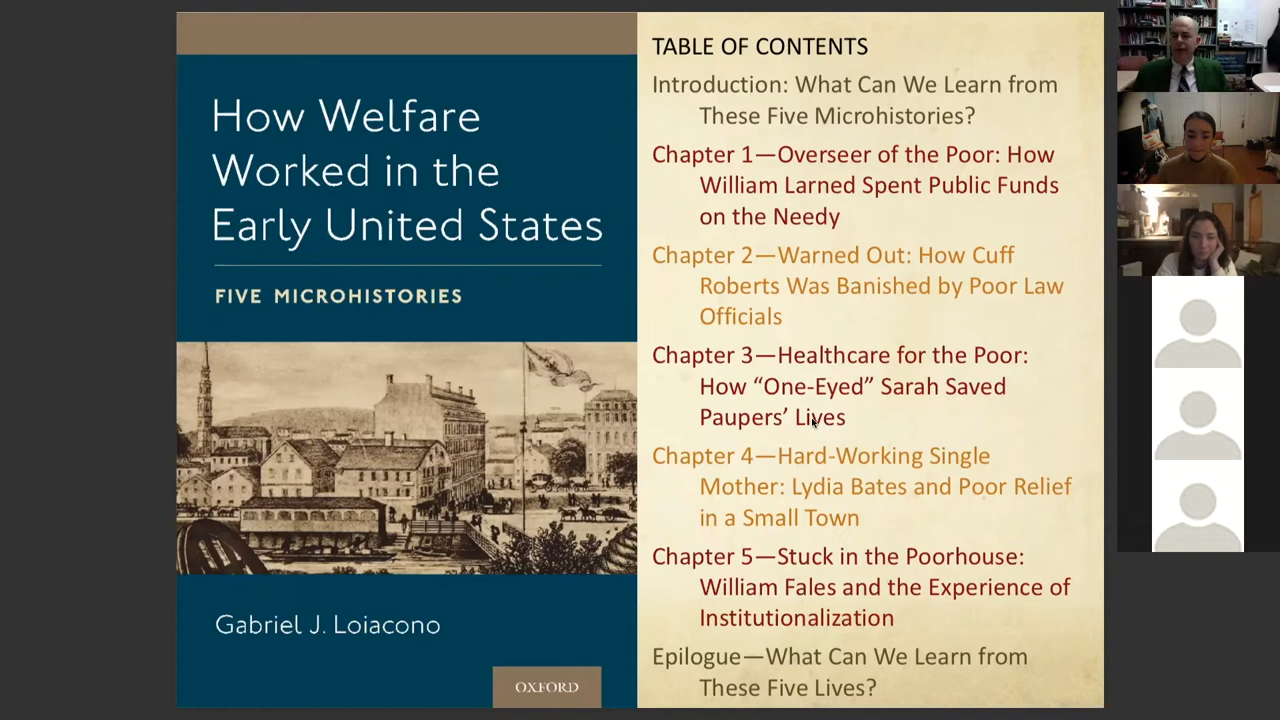 How Welfare
Worked in the
Early United States
FIVE MICROHISTORIES
Gabriel J. Loiacono
OXFORD
TABLE OF CONTENTS
Introduction: What Can We Learn from
These Five Microhistories?
Chapter 1—Overseer of the Poor: How
William Larned Spent Public Funds
on the Needy
Chapter 2—Warned Out: How Cuff
Roberts Was Banished by Poor Law
Officials
Chapter 3—Healthcare for the Poor:
How “One-Eyed” Sarah Saved
Paupers’ Lives
Chapter 4—Hard-Working Single
Mother: Lydia Bates and Poor Relief
in a Small Town
Chapter 5—Stuck in the Poorhouse:
William Fales and the Experience of
Institutionalization
Epilogue—What Can We Learn from
These Five Lives?